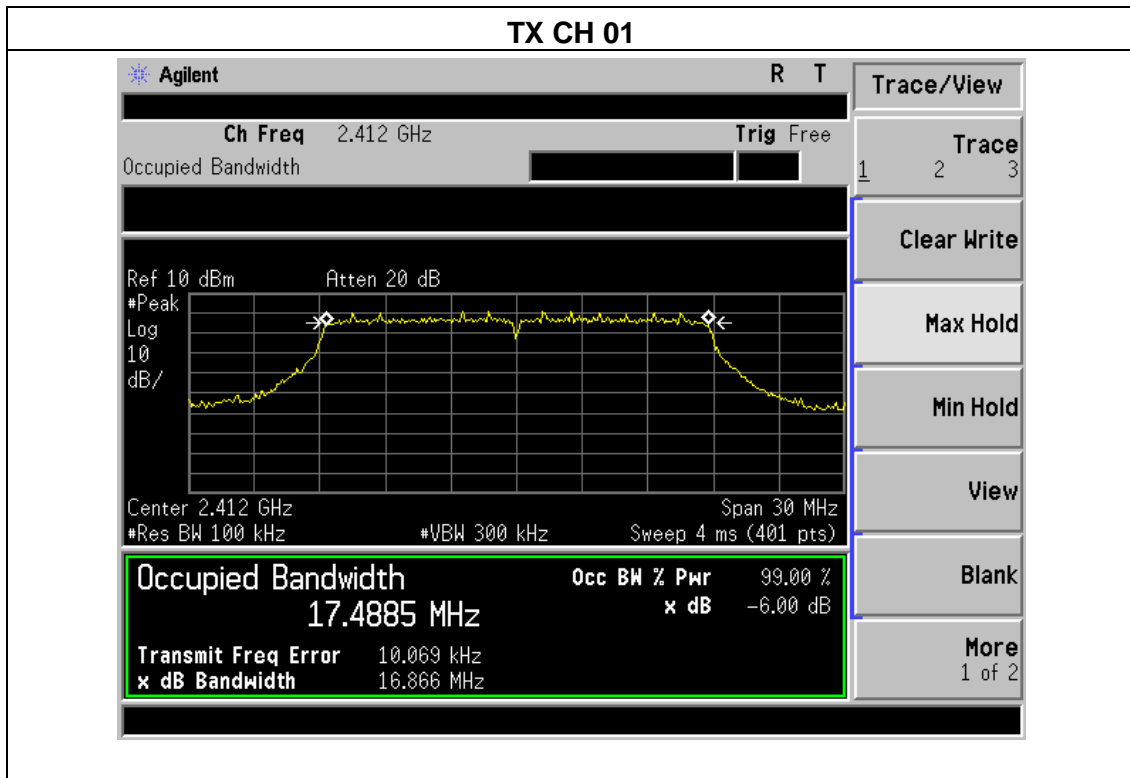 TX CH 01
Agilent R T
Trace/View
Ch Freq 2.412 GHz Trig Free
Occupied Bandwidth
Trace
1 2 3
Clear Write
Max Hold
Min Hold
View
Blank
More
1 of 2
Ref 10 dBm Atten 20 dB
#Peak
Log
10
dB/
Center 2.412 GHz Span 30 MHz
#Res BW 100 kHz #VBW 300 kHz Sweep 4 ms (401 pts)
Occupied Bandwidth Occ BW % Pwr 99.00 %
17.4885 MHz x dB -6.00 dB
Transmit Freq Error 10.069 kHz
x dB Bandwidth 16.866 MHz